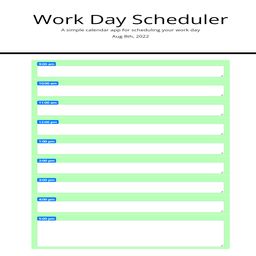 Work Day Scheduler
A simple calendar app for scheduling your work day
Aug 8th, 2022
9:00 am
10:00 am
11:00 am
12:00 pm
1:00 pm
2:00 pm
3:00 pm
4:00 pm
5:00 pm